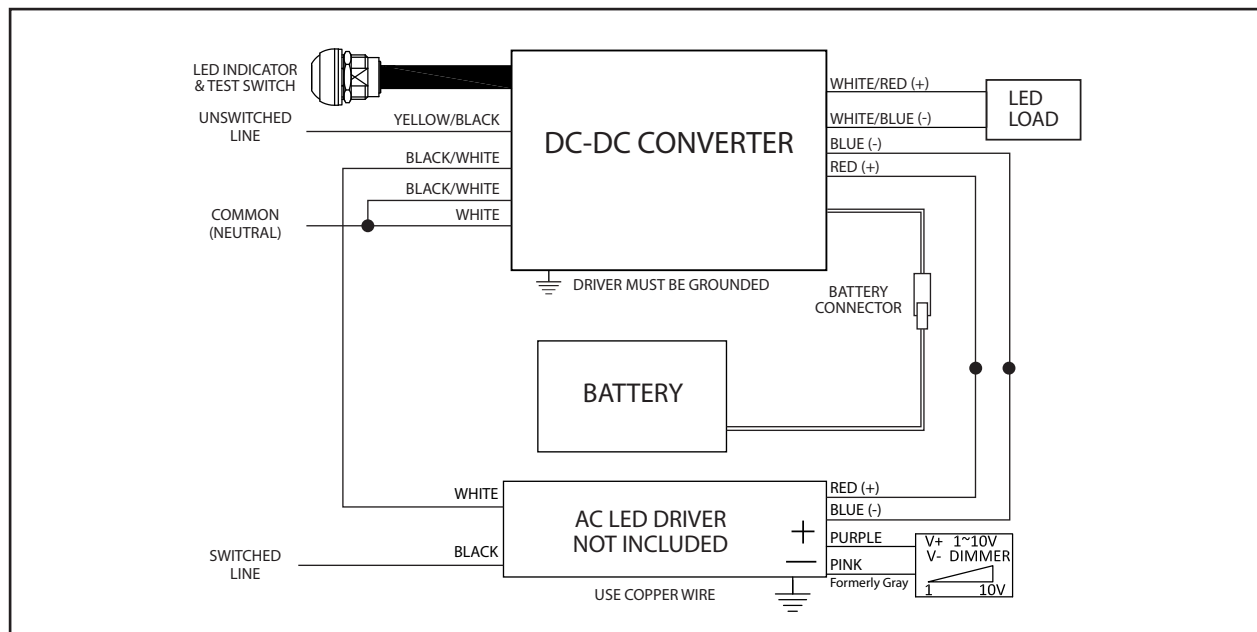 LED INDICATOR
& TEST SWITCH
UNSWITCHED
LINE
YELLOW/BLACK
BLACK/WHITE
BLACK/WHITE
COMMON
(NEUTRAL)
WHITE
DC-DC CONVERTER
DRIVER MUST BE GROUNDED
WHITE/RED (+)
WHITE/BLUE (-)
BLUE (-)
RED (+)
LED
LOAD
BATTERY
CONNECTOR
BATTERY
WHITE
SWITCHED
LINE
BLACK
AC LED DRIVER
NOT INCLUDED
+
—
USE COPPER WIRE
RED (+)
BLUE (-)
PURPLE
PINK
Formerly Gray
V+ 1~10V
V- DIMMER
1 10V